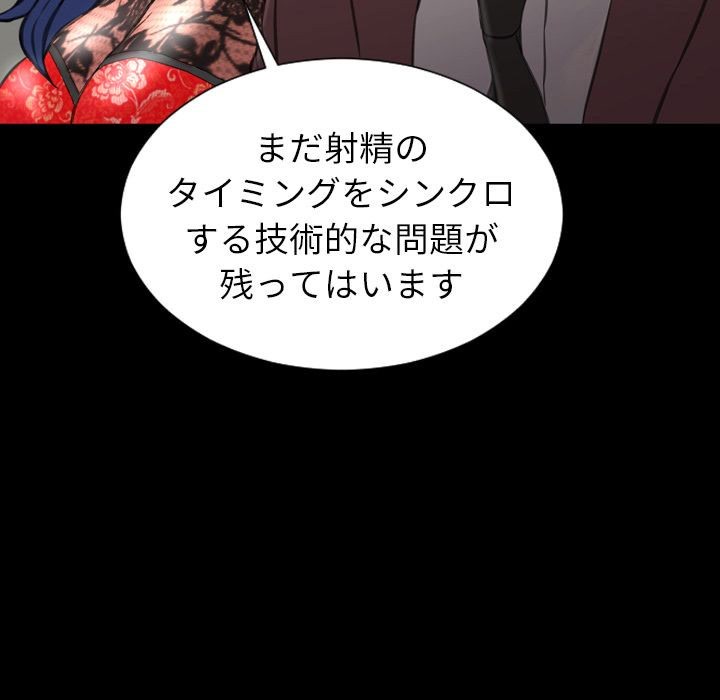 まだ射精の
タイミングをシンクロ
する技術的な問題が
残ってはいます